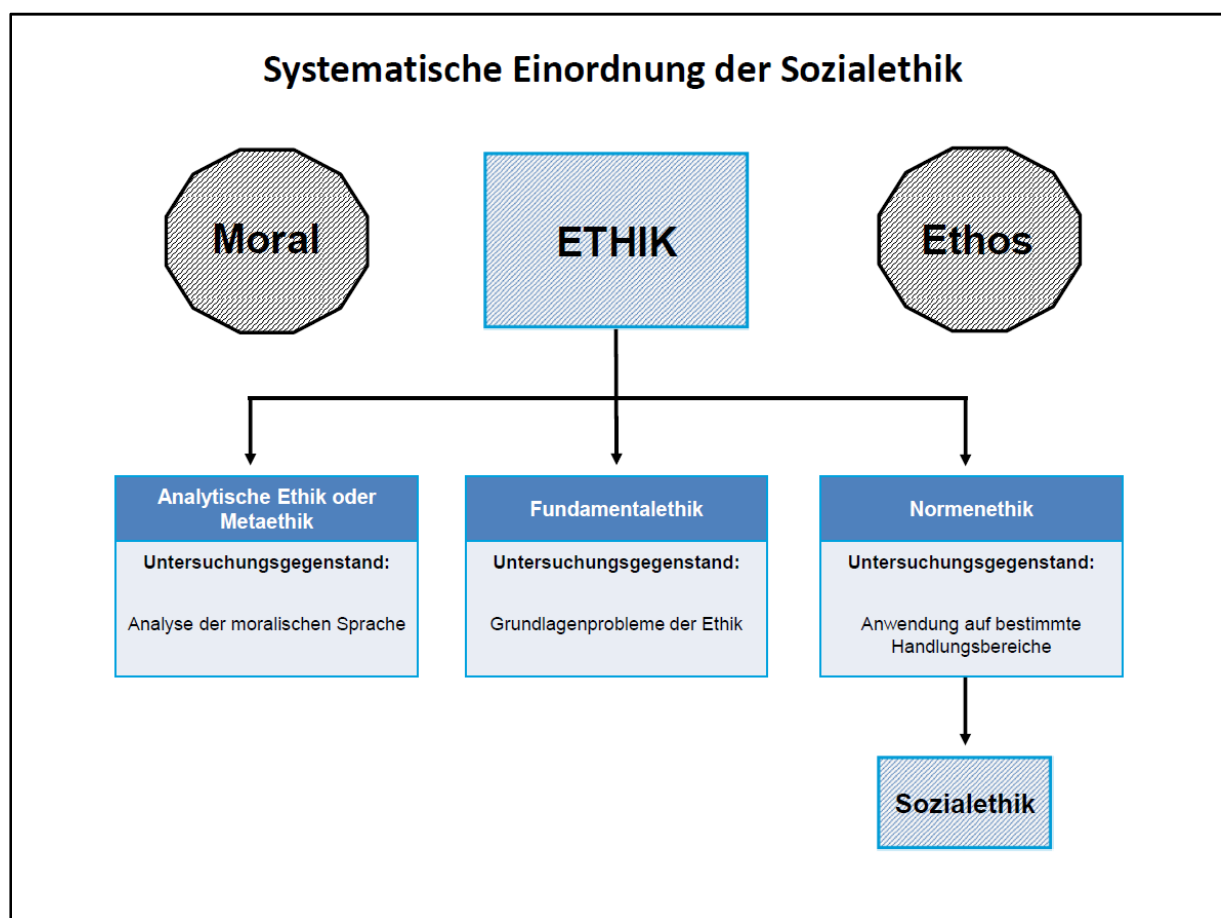 Systematische Einordnung der Sozialethik
Moral
ETHIK
Ethos
Analytische Ethik oder
Metaethik
Untersuchungsgegenstand:
Analyse der moralischen Sprache
Fundamentalethik
Untersuchungsgegenstand:
Grundlagenprobleme der Ethik
Normenethik
Untersuchungsgegenstand:
Anwendung auf bestimmte
Handlungsbereiche
Sozialethik